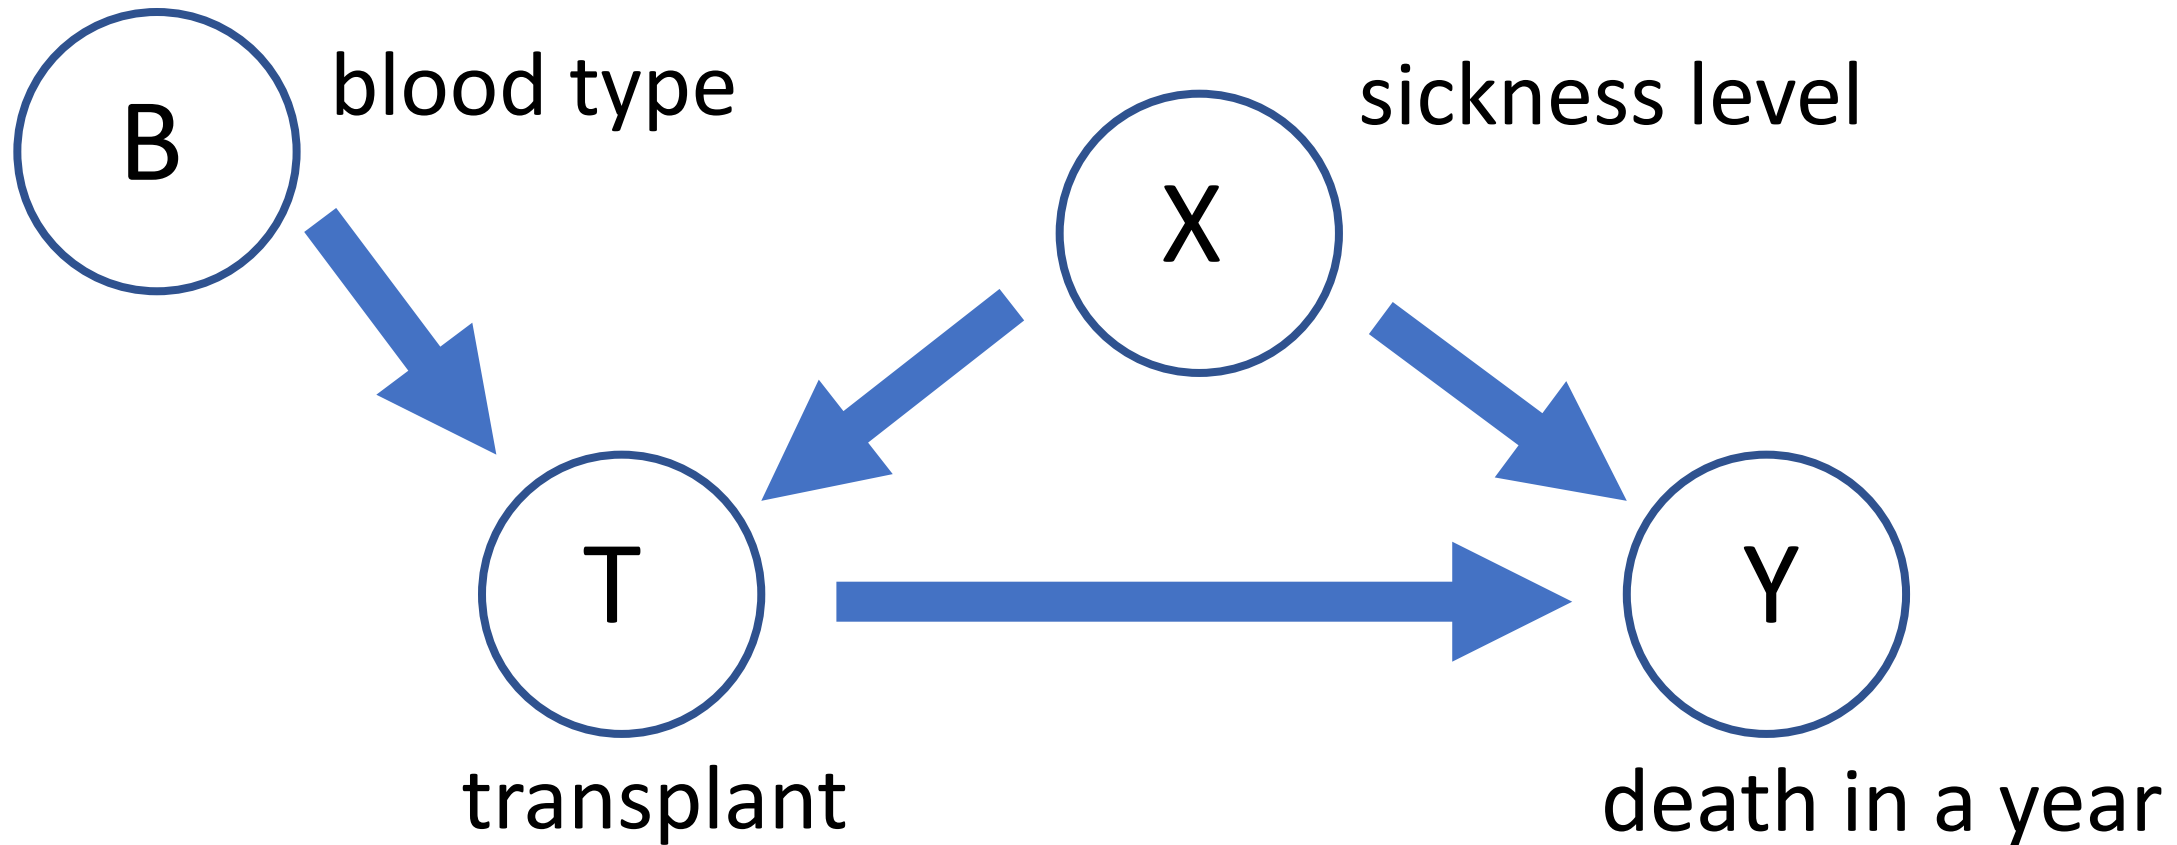 B
blood type
X
sickness level
T
transplant
Y
death in a year